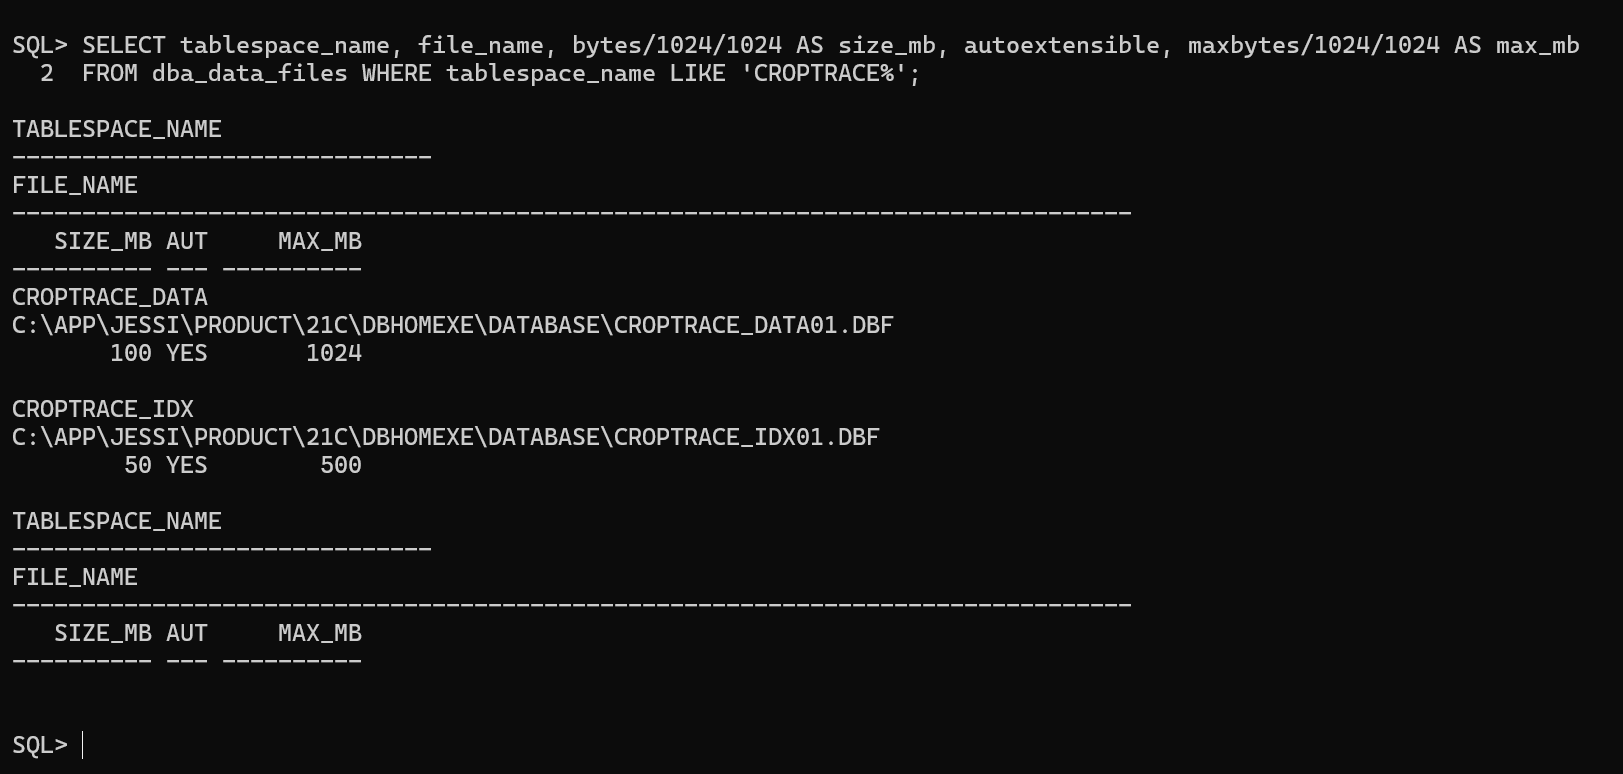 SQL> SELECT tablespace_name, file_name, bytes/1024/1024 AS size_mb, autoextensible, maxbytes/1024/1024 AS max_mb
  2  FROM dba_data_files WHERE tablespace_name LIKE 'CROPTRACE%';

TABLESPACE_NAME
------------------------------
FILE_NAME
--------------------------------------------------------------------------------
   SIZE_MB AUT     MAX_MB
---------- --- ----------
CROPTRACE_DATA
C:\APP\JESSI\PRODUCT\21C\DBHOMEXE\DATABASE\CROPTRACE_DATA01.DBF
       100 YES       1024

CROPTRACE_IDX
C:\APP\JESSI\PRODUCT\21C\DBHOMEXE\DATABASE\CROPTRACE_IDX01.DBF
        50 YES        500

TABLESPACE_NAME
------------------------------
FILE_NAME
--------------------------------------------------------------------------------
   SIZE_MB AUT     MAX_MB
---------- --- ----------


SQL>